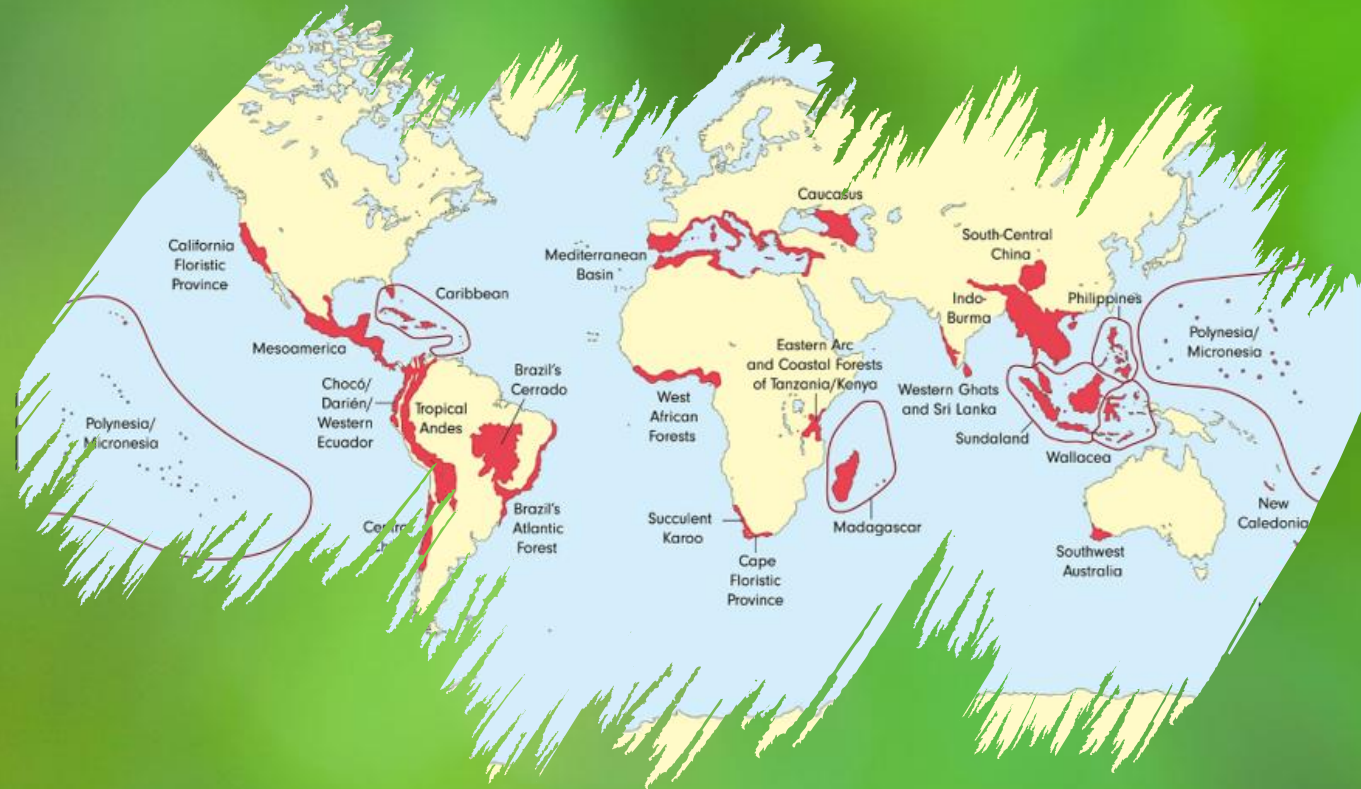 Caucasus
South-Central
China
California
Floristic
Province
Mediterranean
Basin
Caribbean
Indo-
Burma
Philippines
Polynesia/
Micronesia
Mesoamerica
Eastern Arc
and Coastal Forests
of Tanzania/Kenya
Brazil's
Cerrado
Chocó/
Darién/
Western
Ecuador
Tropical
Andes
West
African
Forests
Western Ghats
and Sri Lanka
Sundaland
Wallacea
Polynesia/
Micronesia
Brazil's
Atlantic
Forest
Succulent
Karoo
Madagascar
New
Caledonia
Cape
Floristic
Province
Southwest
Australia